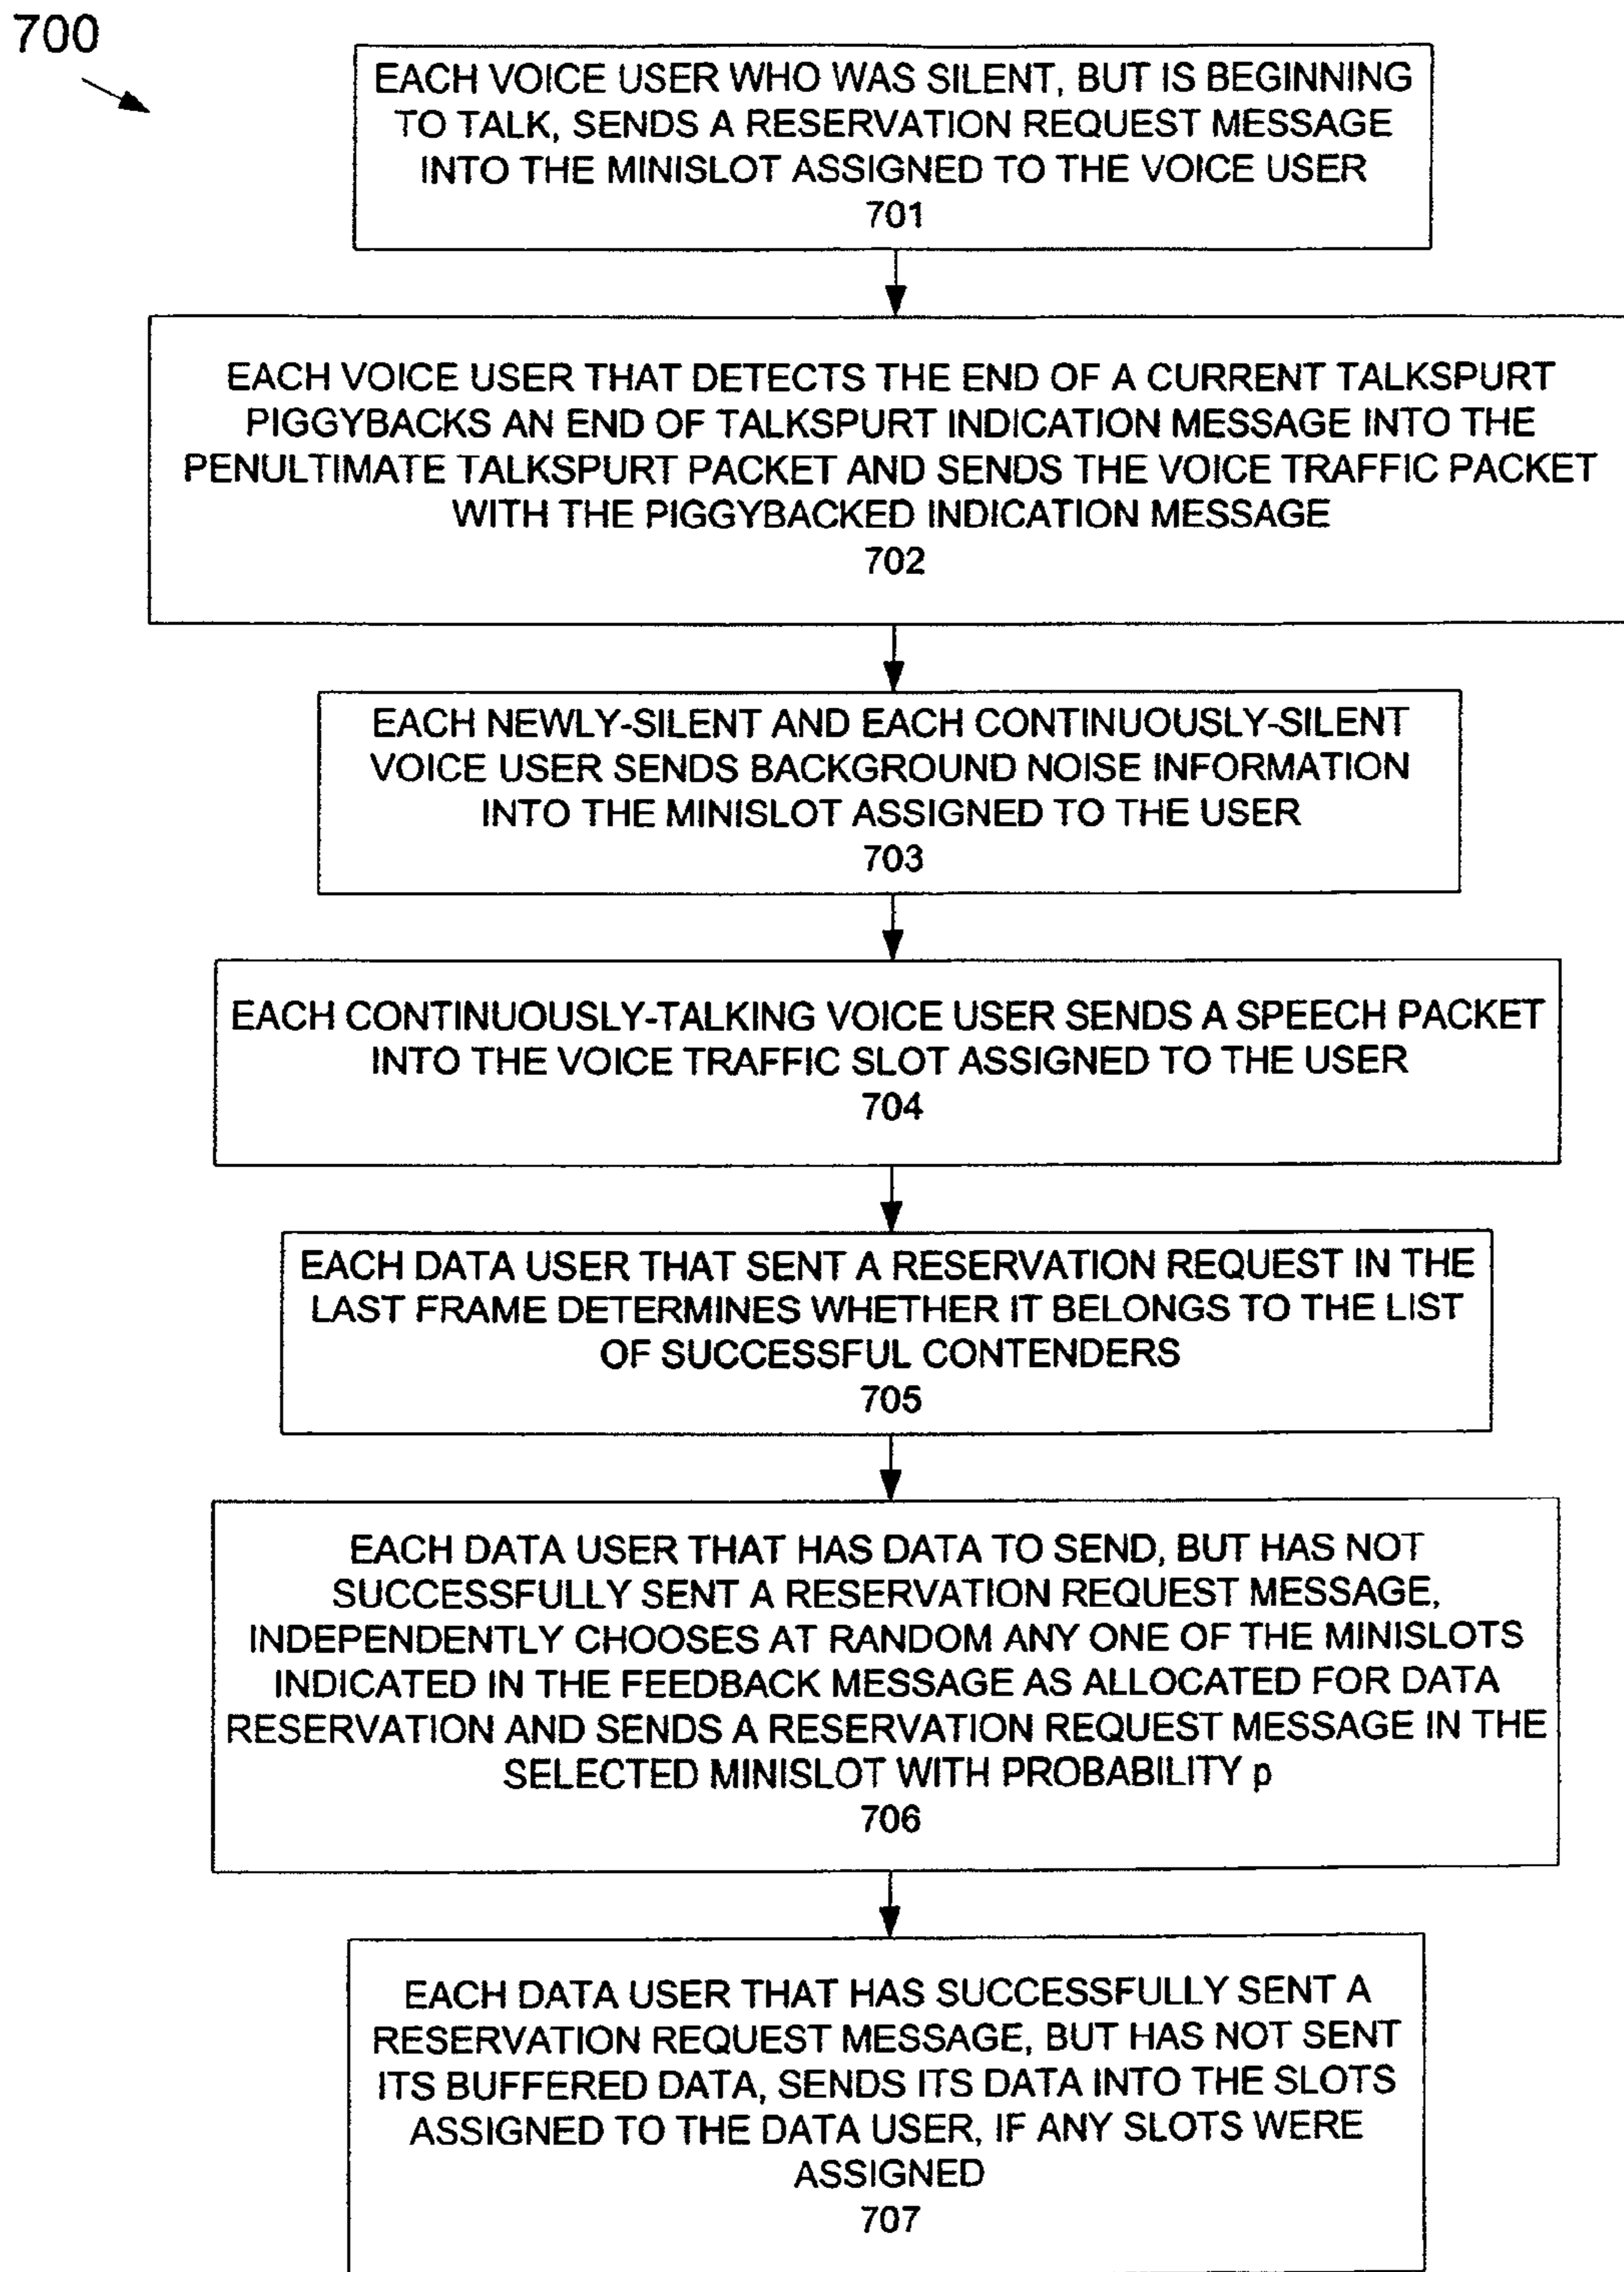 700
EACH VOICE USER WHO WAS SILENT, BUT IS BEGINNING
TO TALK, SENDS A RESERVATION REQUEST MESSAGE
INTO THE MINISLOT ASSIGNED TO THE VOICE USER
701
EACH VOICE USER THAT DETECTS THE END OF A CURRENT TALKSPURT
PIGGYBACKS AN END OF TALKSPURT INDICATION MESSAGE INTO THE
PENULTIMATE TALKSPURT PACKET AND SENDS THE VOICE TRAFFIC PACKET
WITH THE PIGGYBACKED INDICATION MESSAGE
702
EACH NEWLY-SILENT AND EACH CONTINUOUSLY-SILENT
VOICE USER SENDS BACKGROUND NOISE INFORMATION
INTO THE MINISLOT ASSIGNED TO THE USER
703
EACH CONTINUOUSLY-TALKING VOICE USER SENDS A SPEECH PACKET
INTO THE VOICE TRAFFIC SLOT ASSIGNED TO THE USER
704
EACH DATA USER THAT SENT A RESERVATION REQUEST IN THE
LAST FRAME DETERMINES WHETHER IT BELONGS TO THE LIST
OF SUCCESSFUL CONTENDERS
705
EACH DATA USER THAT HAS DATA TO SEND, BUT HAS NOT
SUCCESSFULLY SENT A RESERVATION REQUEST MESSAGE,
INDEPENDENTLY CHOOSES AT RANDOM ANY ONE OF THE MINISLOTS
INDICATED IN THE FEEDBACK MESSAGE AS ALLOCATED FOR DATA
RESERVATION AND SENDS A RESERVATION REQUEST MESSAGE IN THE
SELECTED MINISLOT WITH PROBABILITY p
706
EACH DATA USER THAT HAS SUCCESSFULLY SENT A
RESERVATION REQUEST MESSAGE, BUT HAS NOT SENT
ITS BUFFERED DATA, SENDS ITS DATA INTO THE SLOTS
ASSIGNED TO THE DATA USER, IF ANY SLOTS WERE
ASSIGNED
707